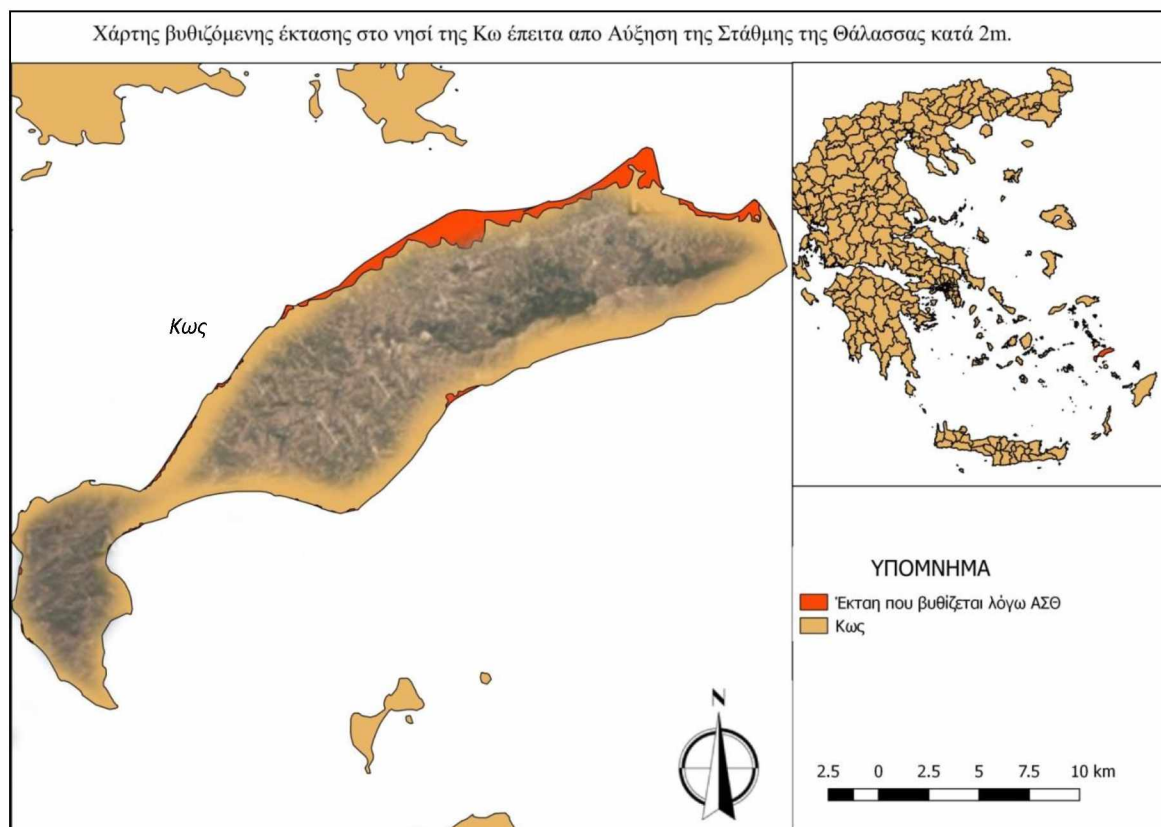 Χάρτης βυθιζόμενης έκτασης στο νησί της Κω έπειτα απο Αύξηση της Στάθμης της Θάλασσας κατά 2m.
Κως
ΥΠΟΜΝΗΜΑ
Έκταη που βυθίζεται λόγω ΑΣΘ
Κως
N
2.5 0 2.5 5 7.5 10 km